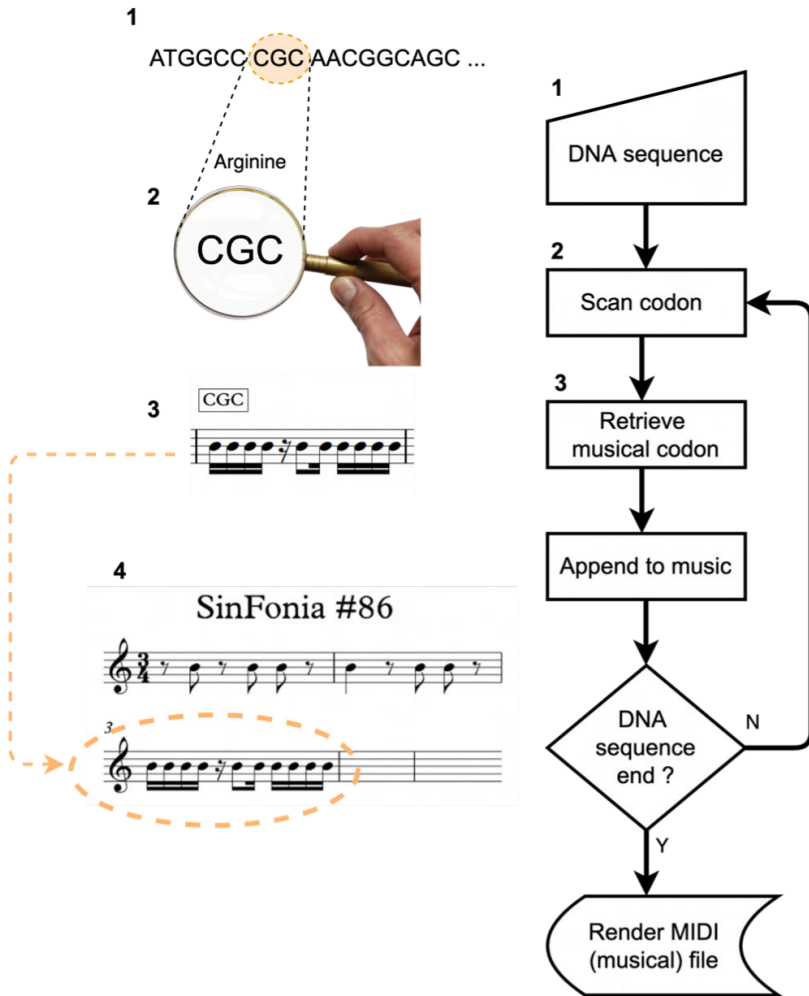 1
ATGGCC CGC AACGGCAGC ...
Arginine
2
CGC
3
CGC
4
SinFonia #86
3
4
3
1
DNA sequence
2
Scan codon
3
Retrieve
musical codon
Append to music
DNA
sequence
end ?
N
Y
Render MIDI
(musical) file